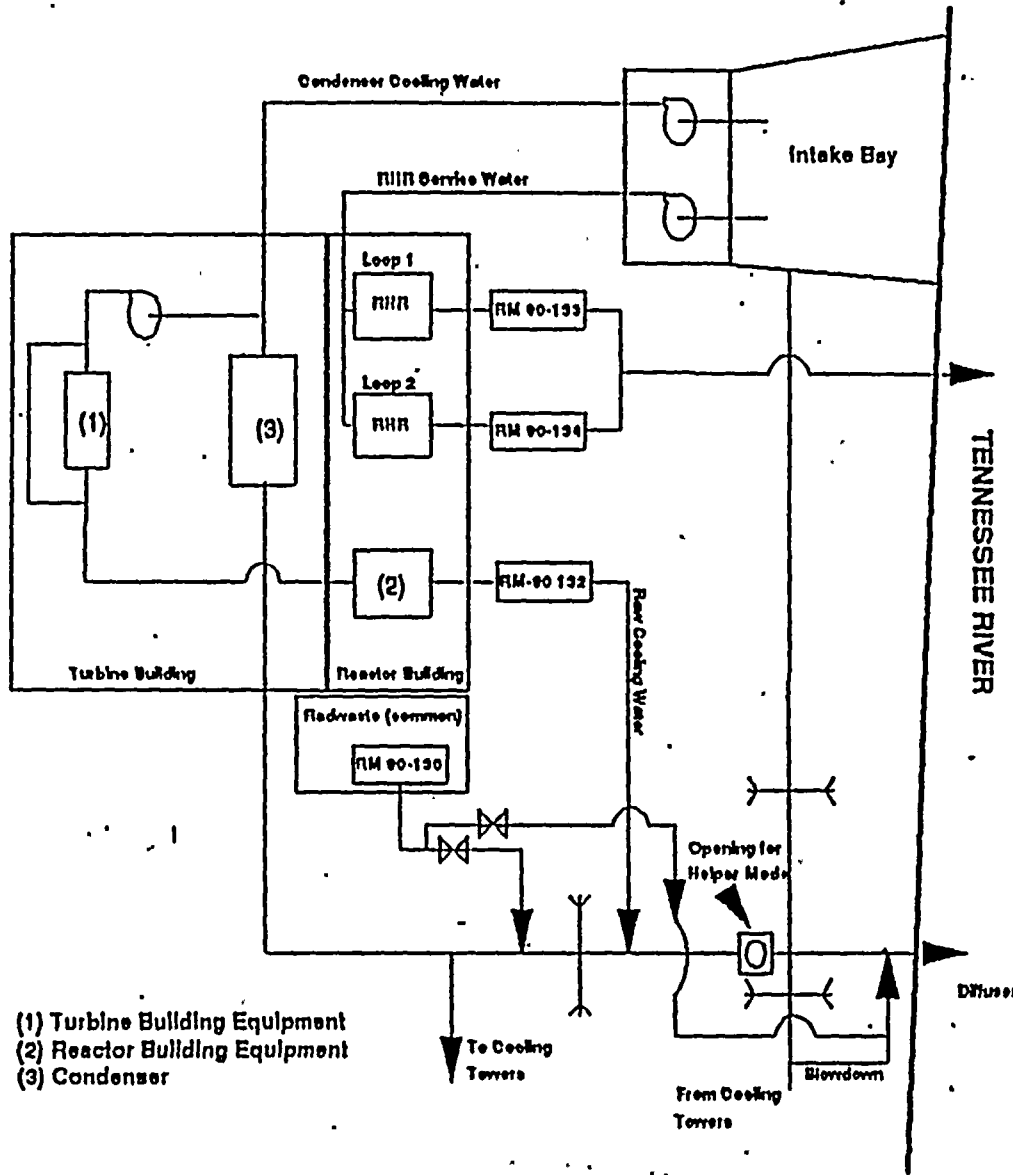 Condenser Cooling Water
Intake Bay
RHR Service Water
Loop 1
RHR
RM 90-133
Loop 2
RHR
RM 90-134
(1)
(3)
(2)
RM-90 132
Raw Cooling Water
TENNESSEE RIVER
Turbine Building
Reactor Building
Radwaste (common)
RM 90-130
Opening for
Helper Mode
Diffuser
(1) Turbine Building Equipment
(2) Reactor Building Equipment
(3) Condenser
To Cooling
Towers
Blowdown
From Cooling
Towers